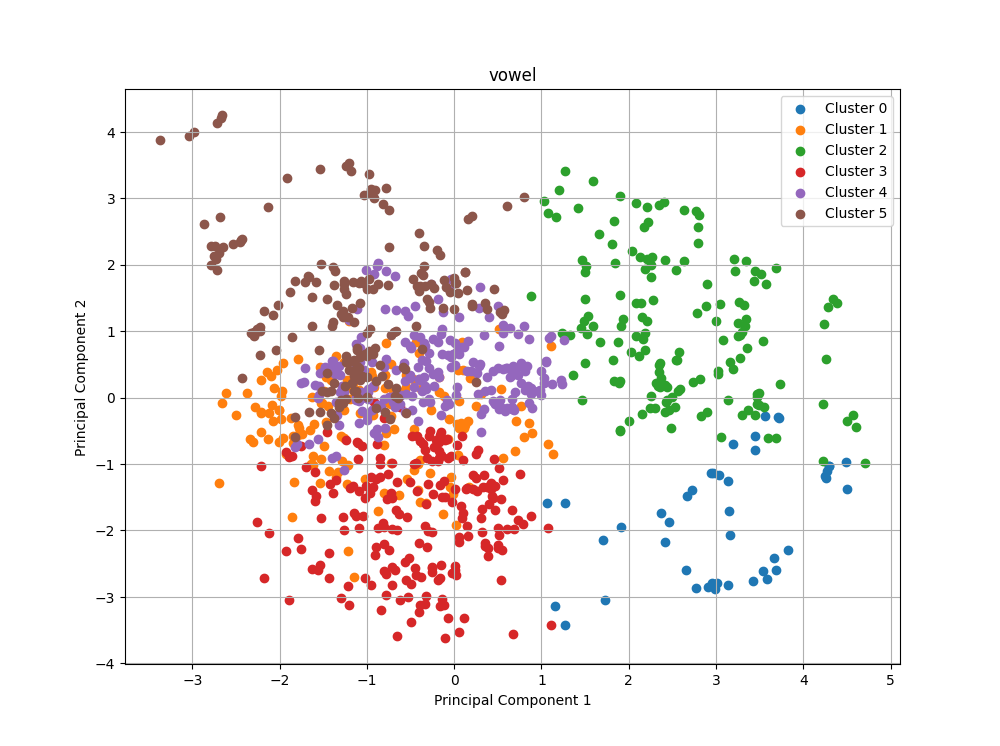 vowel
Cluster 0
Cluster 1
Cluster 2
Cluster 3
Cluster 4
Cluster 5
Principal Component 2
4
3
2
1
0
−1
−2
−3
−4
−3 −2 −1 0 1 2 3 4 5
Principal Component 1